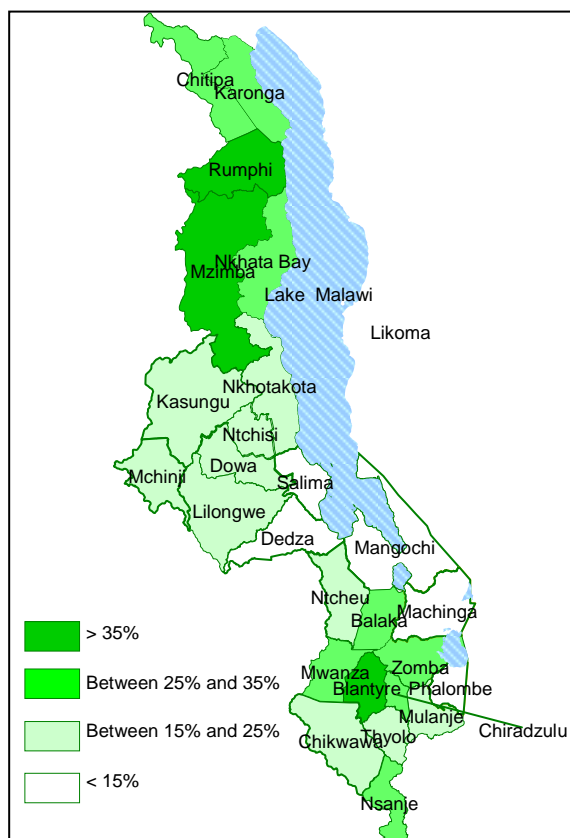 Chitipa
Karonga
Rumphi
Nkhata Bay
Mzimba
Lake Malawi
Likoma
Nkhotakota
Kasungu
Ntchisi
Dowa
Mchinji
Salima
Lilongwe
Dedza
Mangochi
Ntcheu
Machinga
Balaka
> 35%
Mwanza
Zomba
Between 25% and 35%
Blantyre
Phalombe
Mulanje
Between 15% and 25%
Chiradzulu
Thyolo
Chikwawa
< 15%
Nsanje